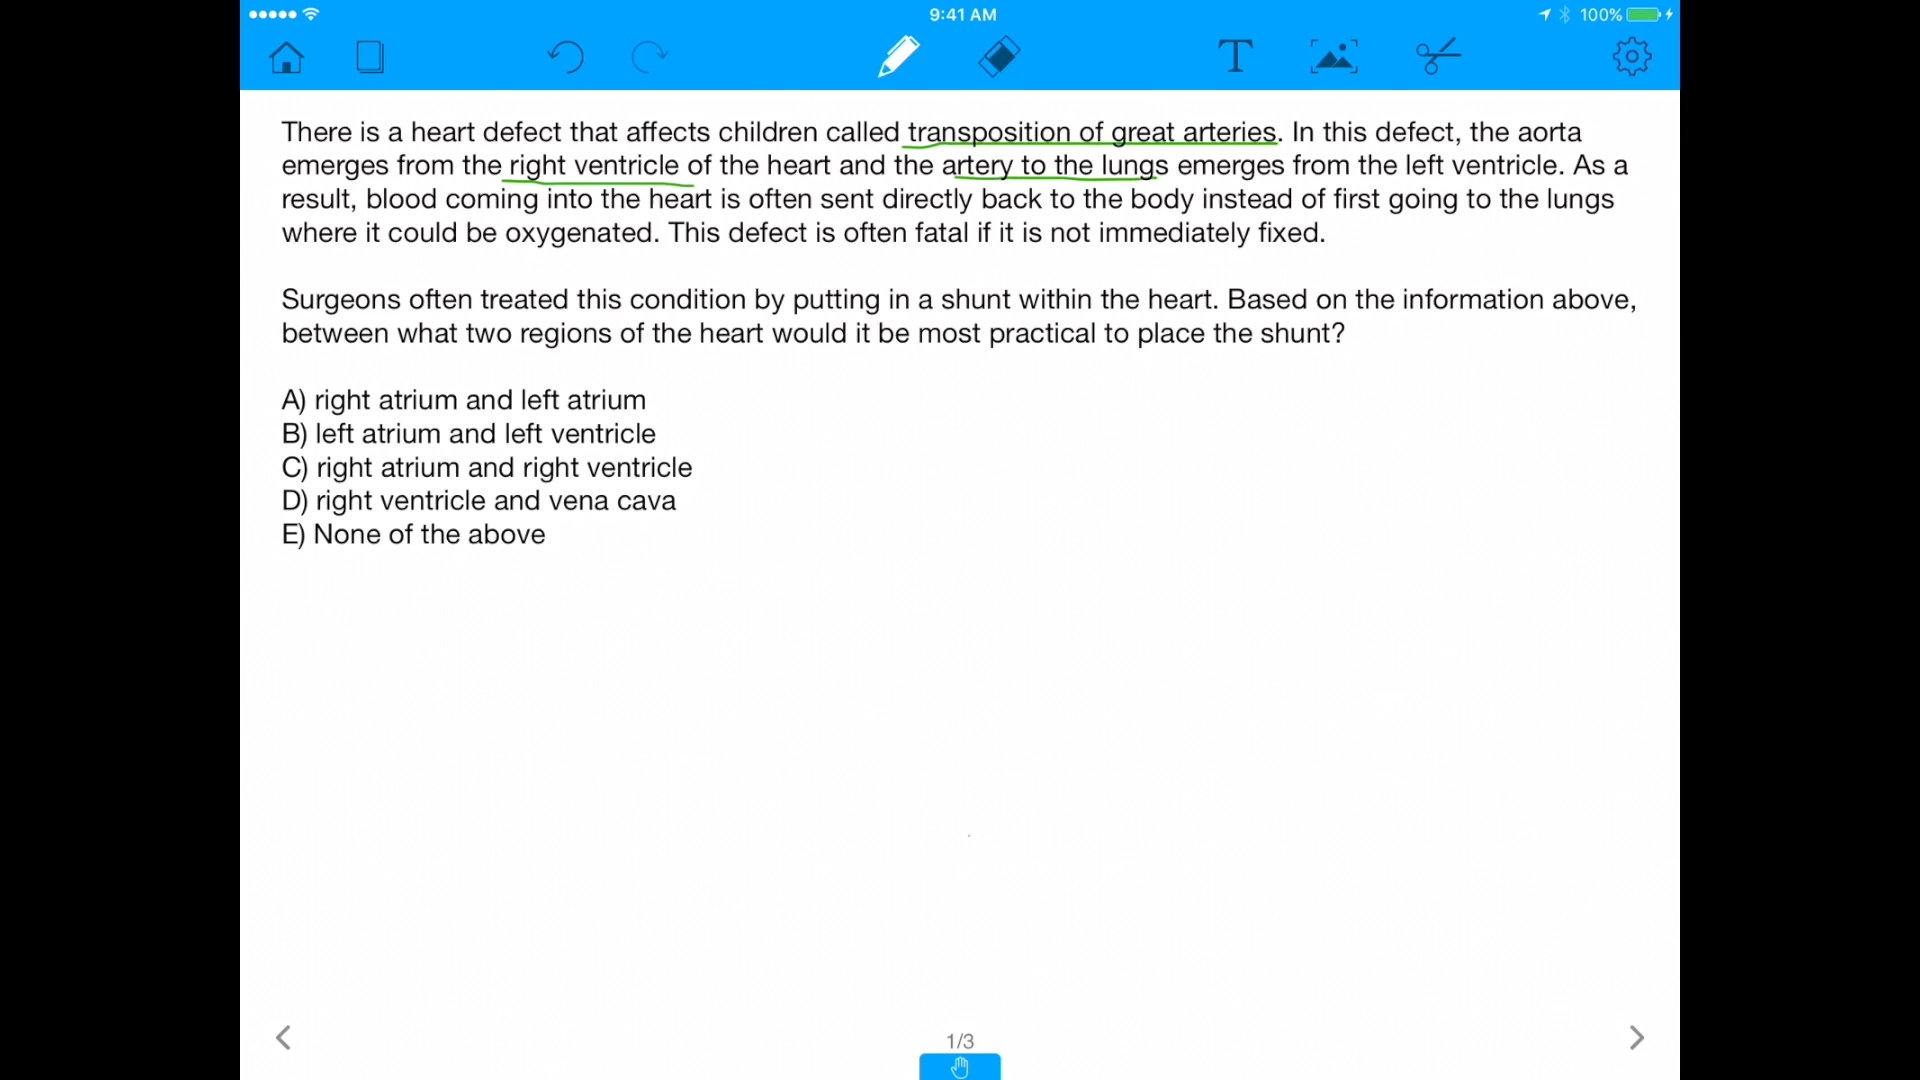 9:41 AM
100%
T
There is a heart defect that affects children called transposition of great arteries. In this defect, the aorta
emerges from the right ventricle of the heart and the artery to the lungs emerges from the left ventricle. As a
result, blood coming into the heart is often sent directly back to the body instead of first going to the lungs
where it could be oxygenated. This defect is often fatal if it is not immediately fixed.
Surgeons often treated this condition by putting in a shunt within the heart. Based on the information above,
between what two regions of the heart would it be most practical to place the shunt?
A) right atrium and left atrium
B) left atrium and left ventricle
C) right atrium and right ventricle
D) right ventricle and vena cava
E) None of the above
1/3